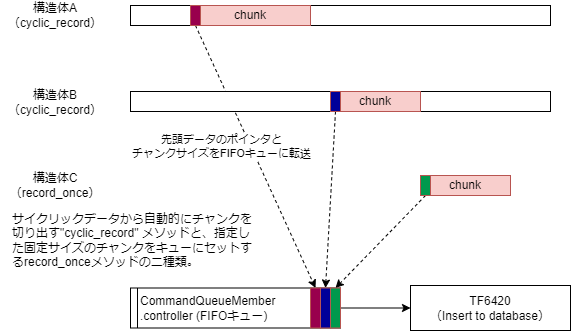 構造体A
（cyclic_record）
chunk
構造体B
（cyclic_record）
chunk
先頭データのポインタと
チャンクサイズをFIFOキューに転送
構造体C
（record_once）
chunk
サイクリックデータから自動的にチャンクを
切り出す"cyclic_record" メソッドと、指定し
た固定サイズのチャンクをキューにセットす
るrecord_onceメソッドの二種類。
CommandQueueMember
.controller (FIFOキュー)
TF6420
（Insert to database）